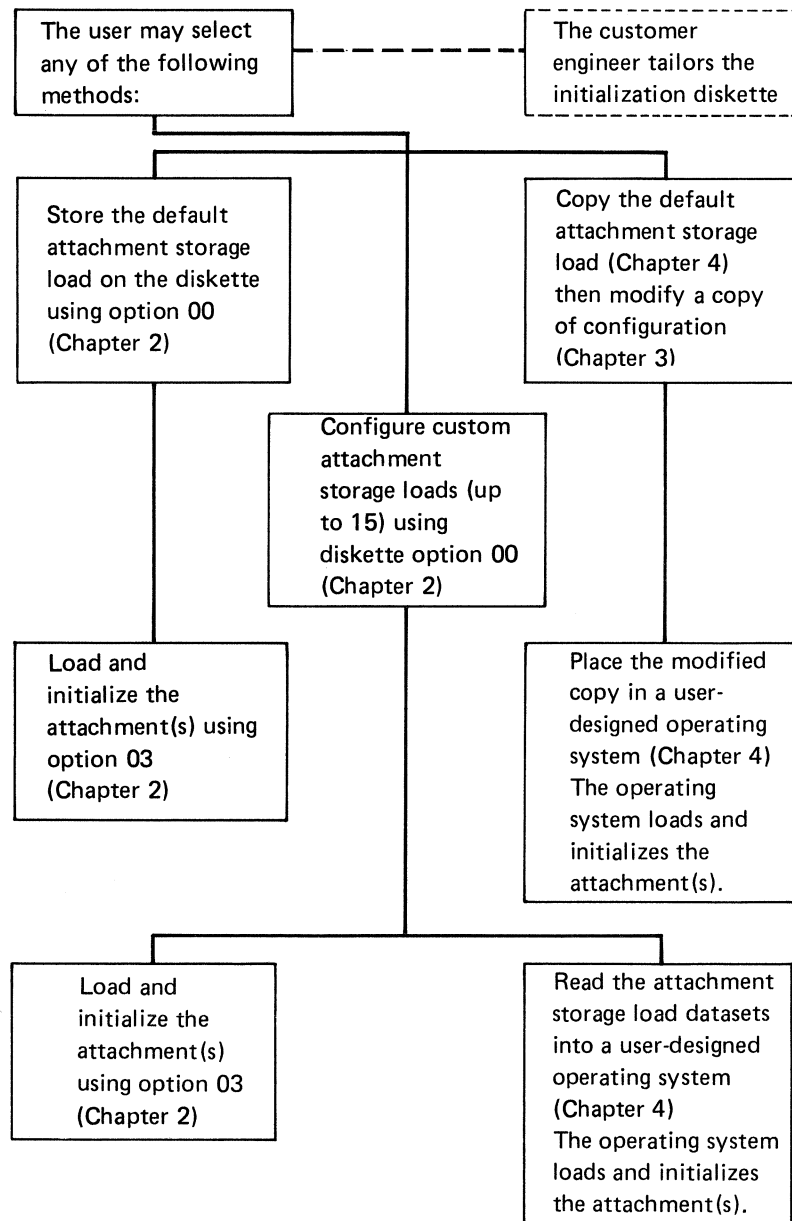 The user may select
any of the following
methods:
The customer
engineer tailors the
initialization diskette
Store the default
attachment storage
load on the diskette
using option 00
(Chapter 2)
Copy the default
attachment storage
load (Chapter 4)
then modify a copy
of configuration
(Chapter 3)
Configure custom
attachment
storage loads (up
to 15) using
diskette option 00
(Chapter 2)
Load and
initialize the
attachment(s) using
option 03
(Chapter 2)
Place the modified
copy in a user-
designed operating
system (Chapter 4)
The operating
system loads and
initializes the
attachment(s).
Load and
initialize the
attachment(s)
using option 03
(Chapter 2)
Read the attachment
storage load datasets
into a user-designed
operating system
(Chapter 4)
The operating system
loads and initializes
the attachment(s).